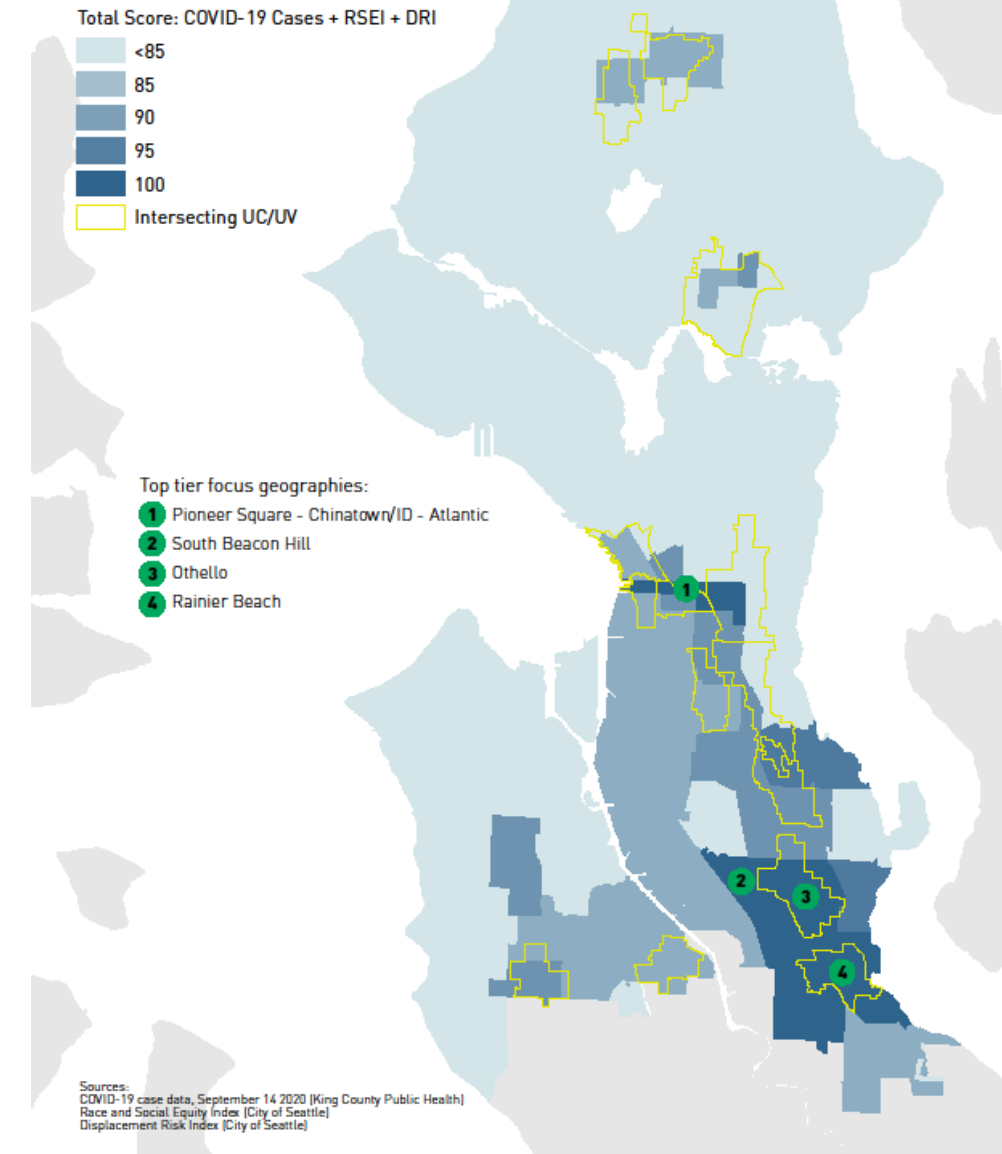 Total Score: COVID-19 Cases + RSEI + DRI
<85
85
90
95
100
Intersecting UC/UV
Top tier focus geographies:
1 Pioneer Square - Chinatown/ID - Atlantic
2 South Beacon Hill
3 Othello
4 Rainier Beach
1
2
3
4
Sources:
COVID-19 case data, September 14 2020 (King County Public Health)
Race and Social Equity Index (City of Seattle)
Displacement Risk Index (City of Seattle)